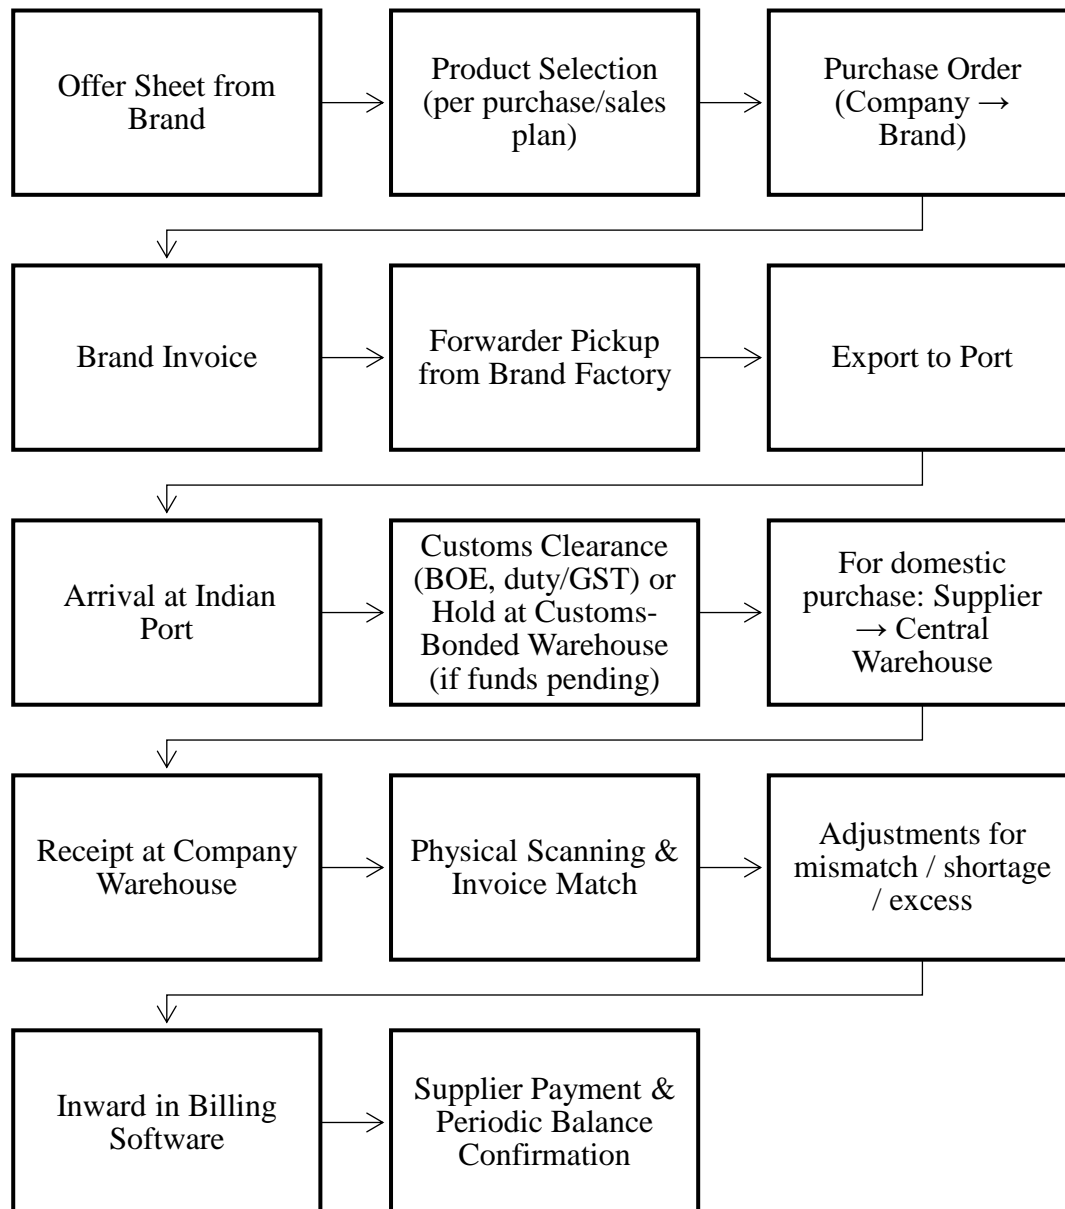 Offer Sheet from
Brand
Product Selection
(per purchase/sales
plan)
Purchase Order
(Company →
Brand)
Brand Invoice
Forwarder Pickup
from Brand Factory
Export to Port
Arrival at Indian
Port
Customs Clearance
(BOE, duty/GST) or
Hold at Customs-
Bonded Warehouse
(if funds pending)
For domestic
purchase: Supplier
→ Central
Warehouse
Receipt at Company
Warehouse
Physical Scanning &
Invoice Match
Adjustments for
mismatch / shortage
/ excess
Inward in Billing
Software
Supplier Payment &
Periodic Balance
Confirmation